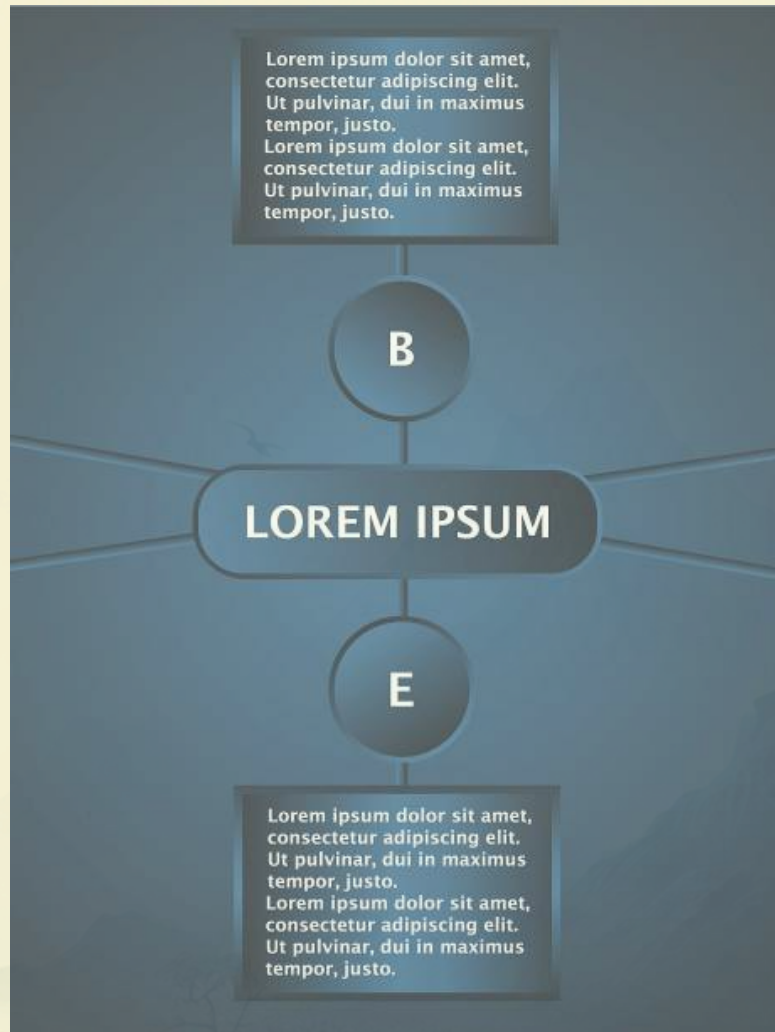 Lorem ipsum dolor sit amet,
consectetur adipiscing elit.
Ut pulvinar, dui in maximus
tempor, justo.
Lorem ipsum dolor sit amet,
consectetur adipiscing elit.
Ut pulvinar, dui in maximus
tempor, justo.
B
LOREM IPSUM
E
Lorem ipsum dolor sit amet,
consectetur adipiscing elit.
Ut pulvinar, dui in maximus
tempor, justo.
Lorem ipsum dolor sit amet,
consectetur adipiscing elit.
Ut pulvinar, dui in maximus
tempor, justo.